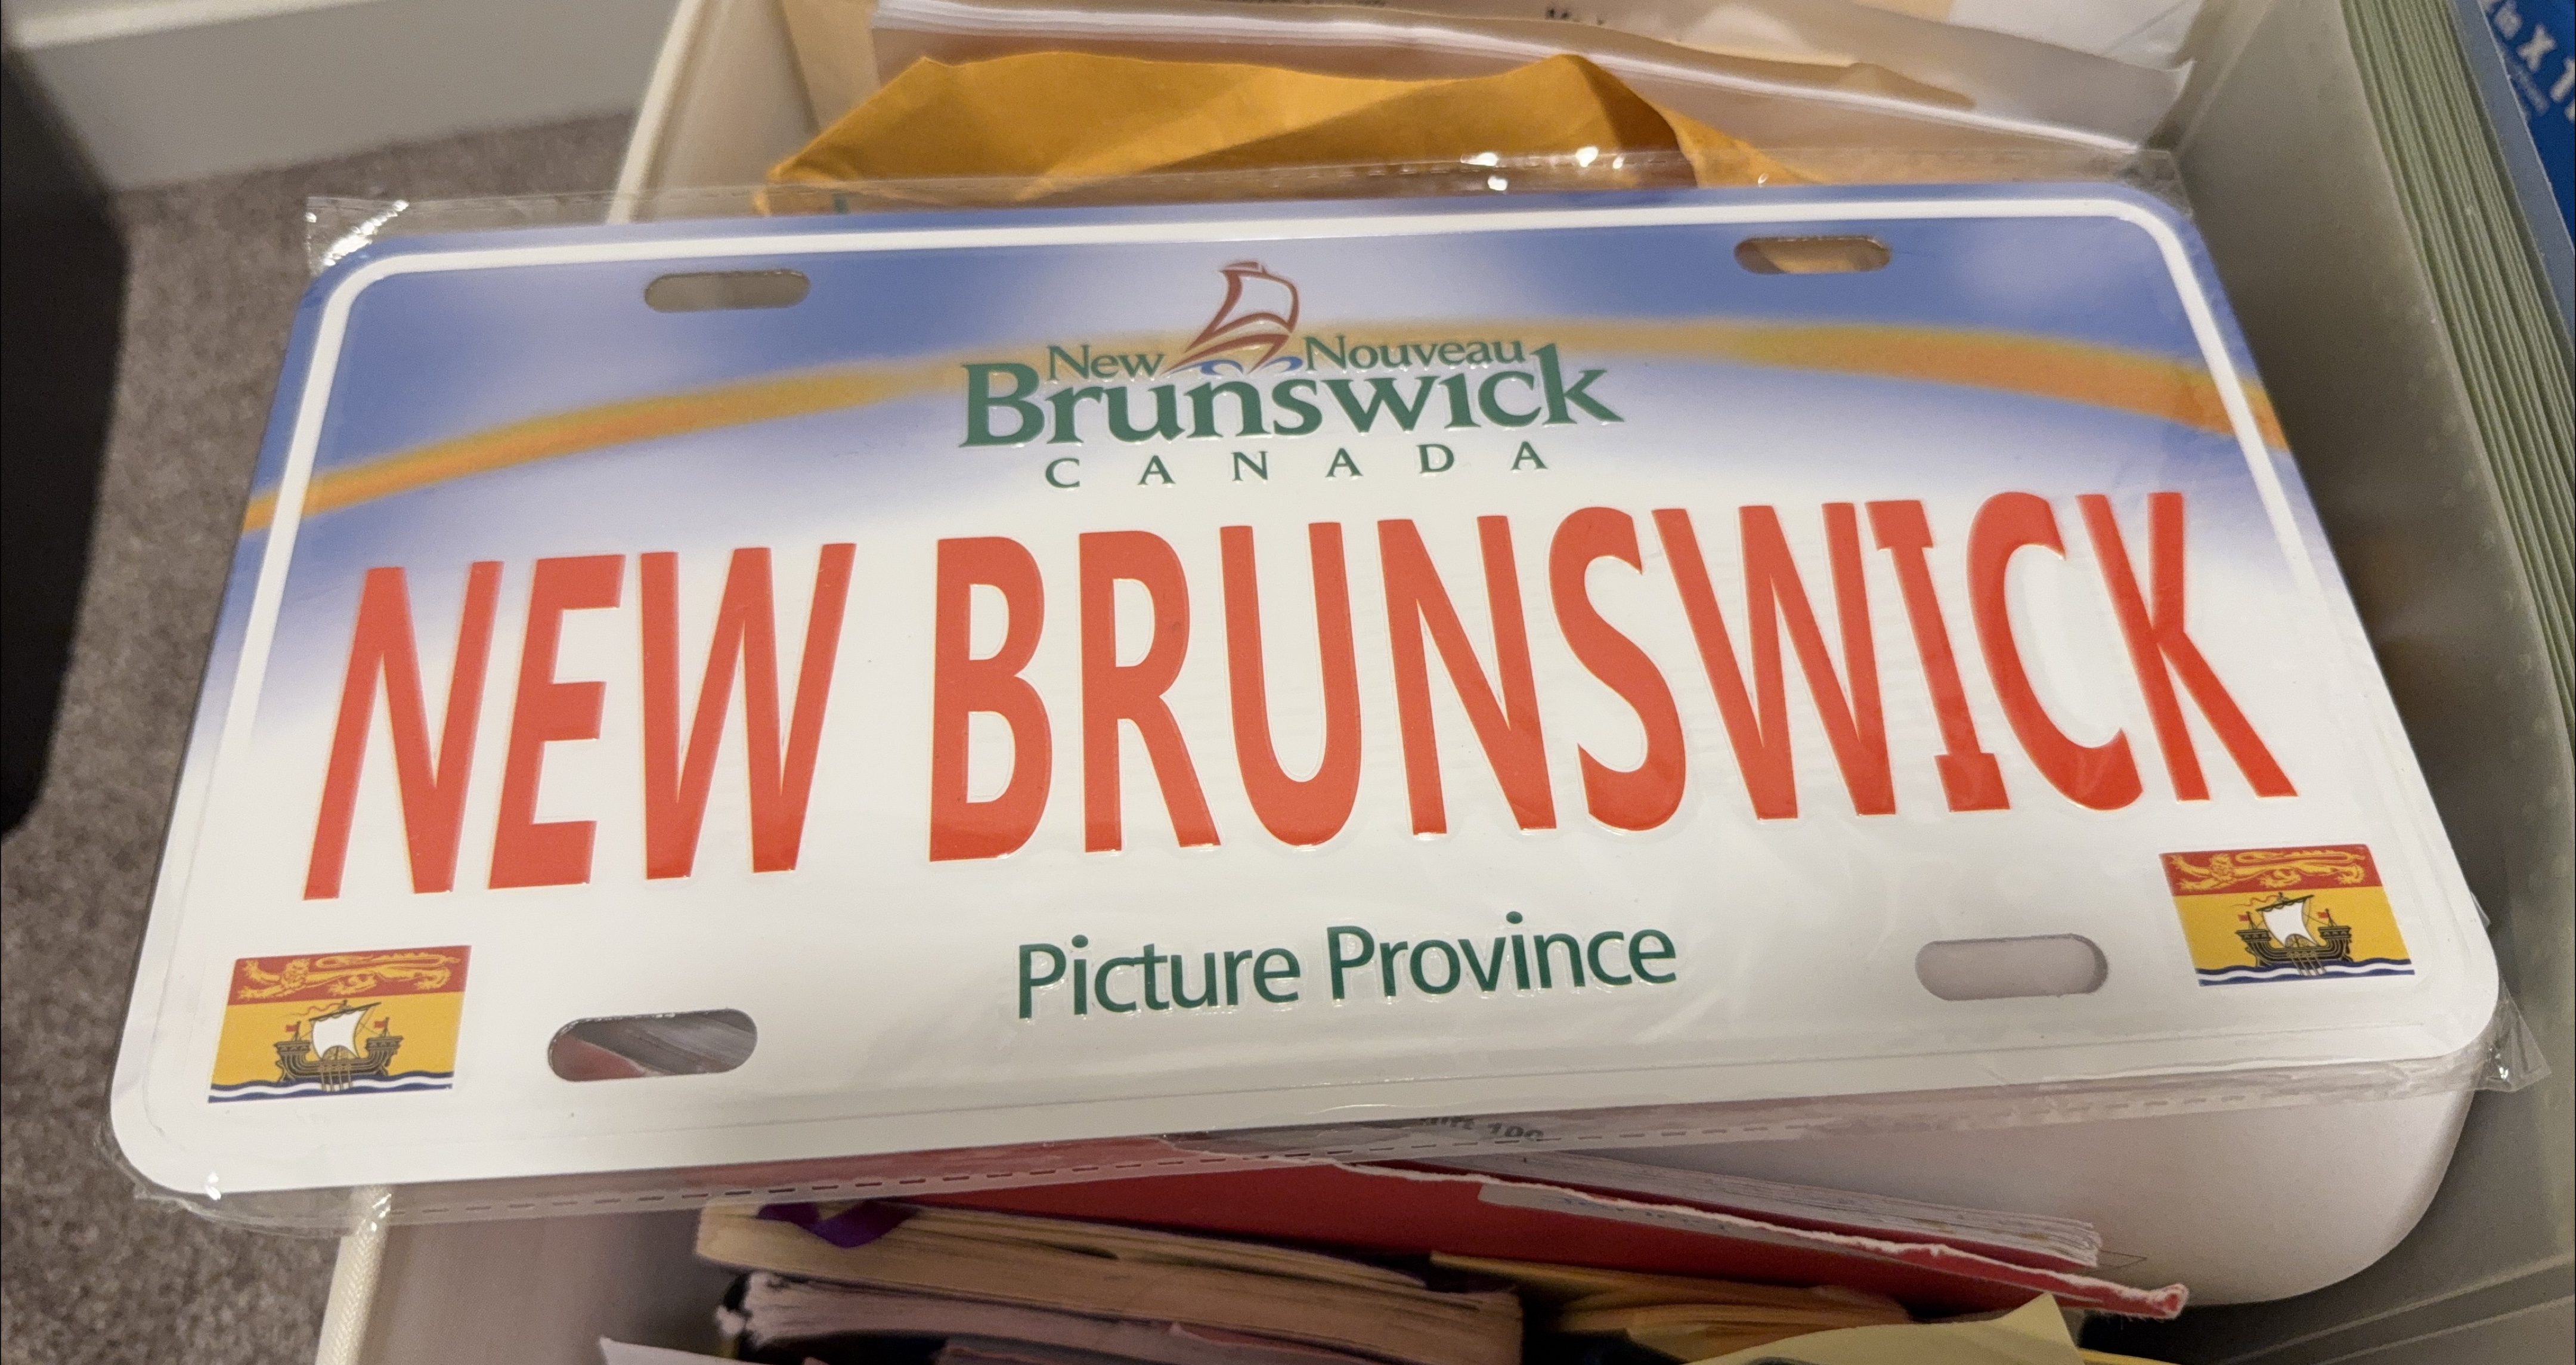 New Nouveau
Brunswick
CANADA
NEW BRUNSWICK
Picture Province